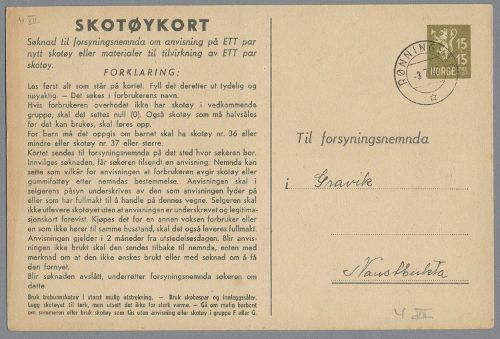 4 XII
SKOTØYKORT
Søknad til forsyningsnemnda om anvisning på ETT par
nytt skotøy eller materialer til tilvirkning av ETT par
skotøy.
FORKLARING:
Les først alt som står på kortet. Fyll det deretter ut tydelig og
nøyaktig. — Det søkes i forbrukerens navn.
Hvis forbrukeren overhodet ikke har skotøy i vedkommende
gruppe, skal det settes null (0). Også skotøy som må halvsåles
før det kan brukes, skal føres opp.
For barn må det oppgis om barnet skal ha skotøy nr. 36 eller
mindre eller skotøy nr. 37 eller større.
Kortet sendes til forsyningsnemnda på det sted hvor søkeren bor.
Innvilges søknaden, får søkeren tilsendt en anvisning. Nemnda kan
sette som vilkår for anvisningen at forbrukeren avgir skotøy eller
gummifottøy etter nemndas bestemmelse. Anvisningen skal i
selgerens påsyn underskrives av den som anvisningen lyder på
eller som har fullmakt til å handle på dennes vegne. Selgeren skal
ikke utlevere skotøyet uten at anvisningen er underskrevet og legitima-
sjonskort forevist. Kjøpes det for en annen voksen forbruker eller
en som ikke hører til samme husstand, skal det også leveres fullmakt.
Anvisningen gjelder i 2 måneder fra utstedelsesdagen. Blir anvis-
ningen ikke brukt skal den sendes tilbake til nemnda, enten med
merknad om at den ikke ønskes brukt eller med søknad om å få
den fornyet.
Blir søknaden avslått, underretter forsyningsnemnda søkeren om
dette.
Bruk trebunnskotøy i størst mulig utstrekning. — Bruk skobespar og innleggssåler.
Legg skotøyet til tørk, men utsett det ikke for sterk varme. — Gå om mulig barbent
om sommeren eller bruk skotøy som fås uten anvisning eller skotøy i gruppe F eller G.
RØNNING
15 15
NORGE
Til forsyningsnemnda
i Gravik
Naustbukta
4 XII